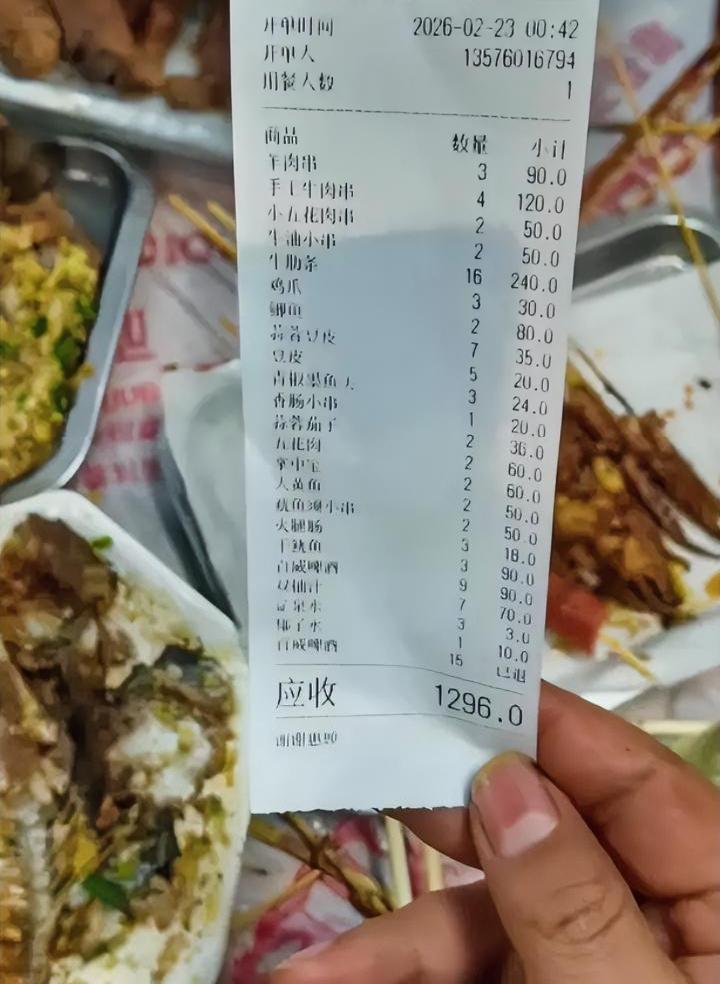 开单时间 2026-02-23 00:42
开单人 13576016794
用餐人数 1
商品 数量 小计
羊肉串 3 90.0
手工牛肉串 4 120.0
小五花肉串 2 50.0
牛油小串 2 50.0
牛肋条 16 240.0
鸡爪 3 30.0
鲫鱼 2 80.0
蒜蓉豆皮 7 35.0
豆皮 5 20.0
青椒墨鱼 3 24.0
香肠小串 1 20.0
蒜蓉茄子 2 36.0
五花肉 2 60.0
掌中宝 2 60.0
大黄鱼 2 50.0
鱿鱼须小串 2 50.0
火腿肠 3 18.0
干鱿鱼 3 90.0
百威啤酒 9 90.0
双柚汁 7 70.0
矿泉水 3 3.0
椰子水 1 10.0
百威啤酒 15 已退
应收 1296.0
谢谢惠顾